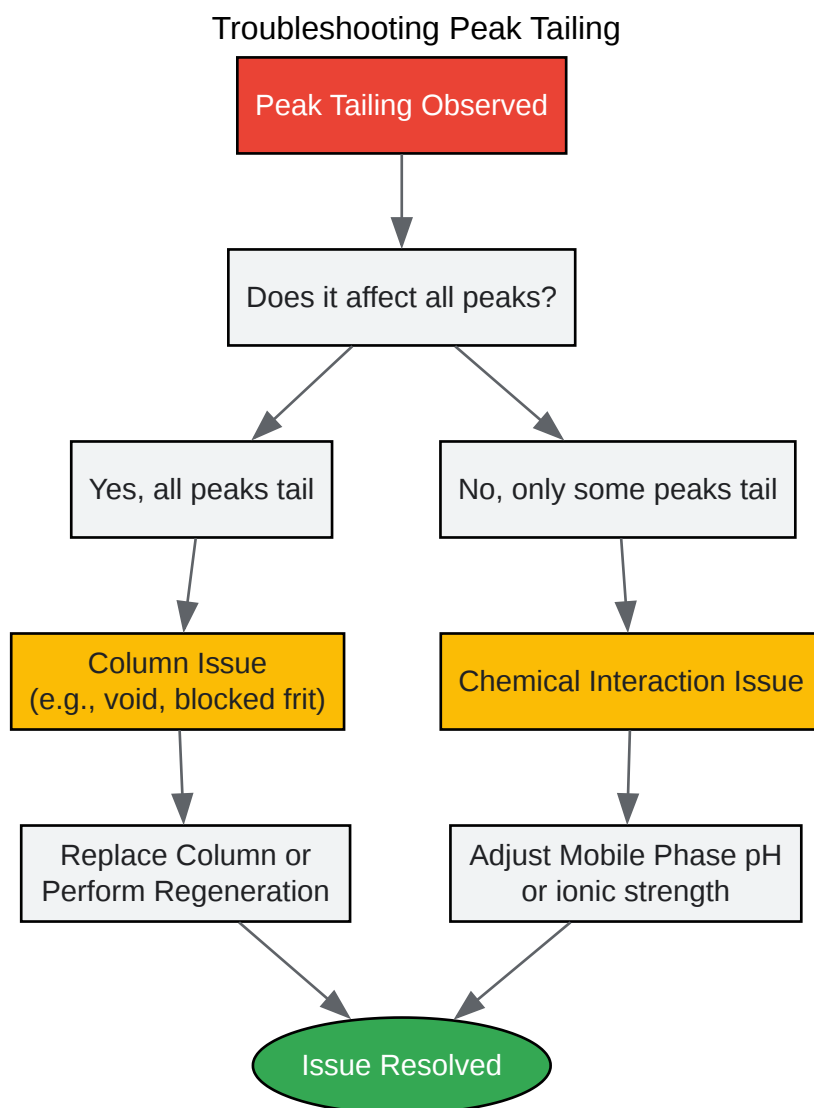 Troubleshooting Peak Tailing
Peak Tailing Observed
Does it affect all peaks?
Yes, all peaks tail
No, only some peaks tail
Column Issue
(e.g., void, blocked frit)
Chemical Interaction Issue
Replace Column or
Perform Regeneration
Adjust Mobile Phase pH
or ionic strength
Issue Resolved